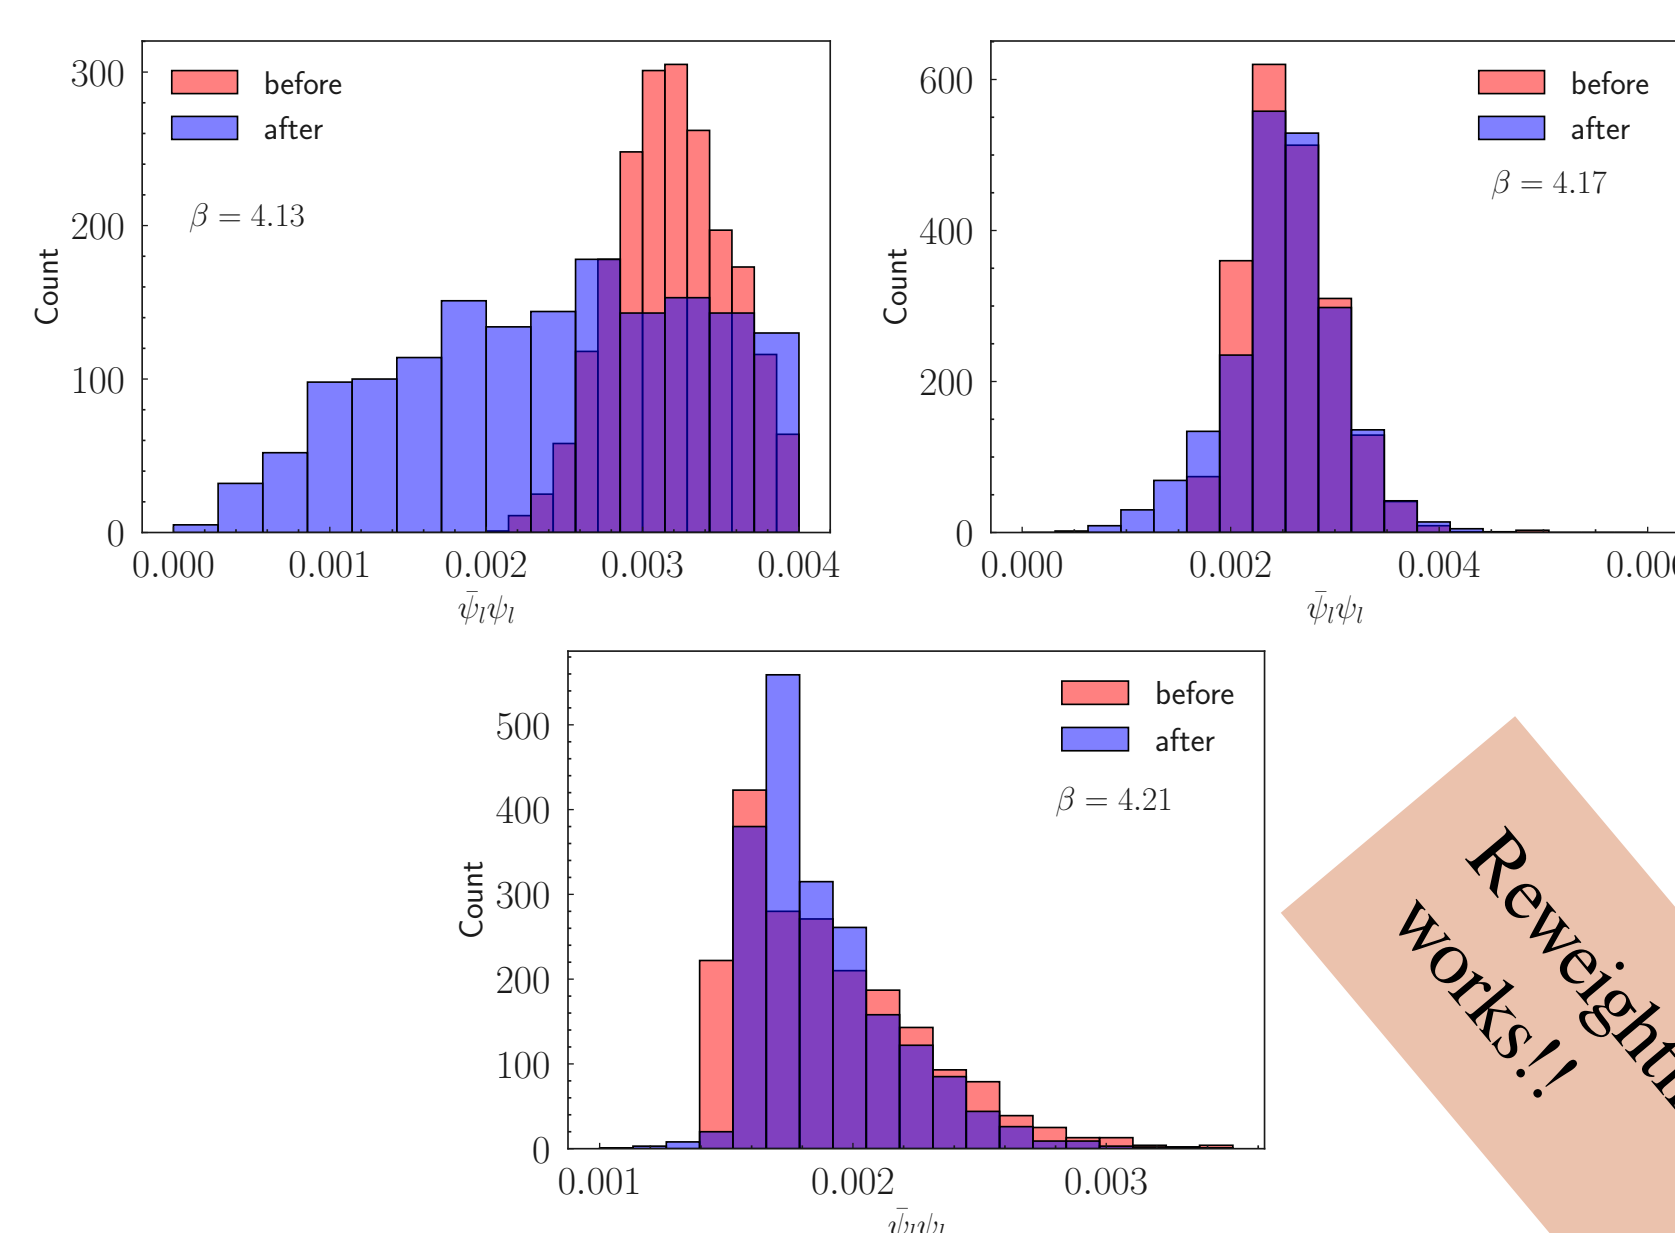 before
after
β = 4.13
Count
300
200
100
0
0.000 0.001 0.002 0.003 0.004
ψ̄ₗψₗ
before
after
β = 4.17
Count
600
400
200
0
0.000 0.002 0.004
ψ̄ₗψₗ
before
after
β = 4.21
Count
500
400
300
200
100
0
0.001 0.002 0.003
ψ̄ₗψₗ
works!!